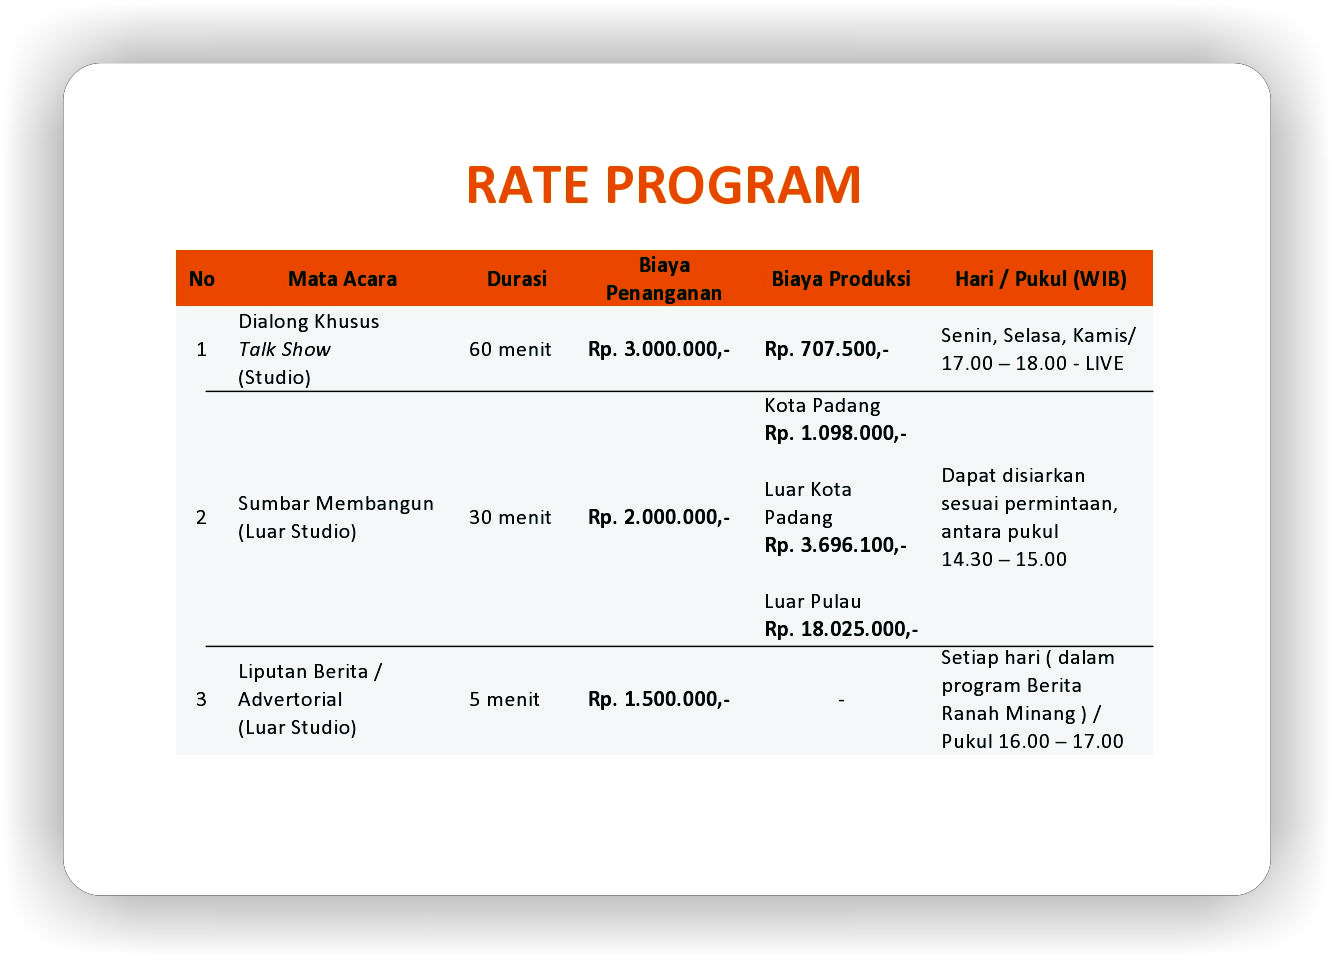 RATE PROGRAM
No
Mata Acara
Durasi
Biaya
Penanganan
Biaya Produksi
Hari / Pukul (WIB)
1
Dialong Khusus
Talk Show
(Studio)
60 menit
Rp. 3.000.000,-
Rp. 707.500,-
Senin, Selasa, Kamis/
17.00 – 18.00 - LIVE
2
Sumbar Membangun
(Luar Studio)
30 menit
Rp. 2.000.000,-
Kota Padang
Rp. 1.098.000,-
Luar Kota
Padang
Rp. 3.696.100,-
Luar Pulau
Rp. 18.025.000,-
Dapat disiarkan
sesuai permintaan,
antara pukul
14.30 – 15.00
3
Liputan Berita /
Advertorial
(Luar Studio)
5 menit
Rp. 1.500.000,-
-
Setiap hari ( dalam
program Berita
Ranah Minang ) /
Pukul 16.00 – 17.00